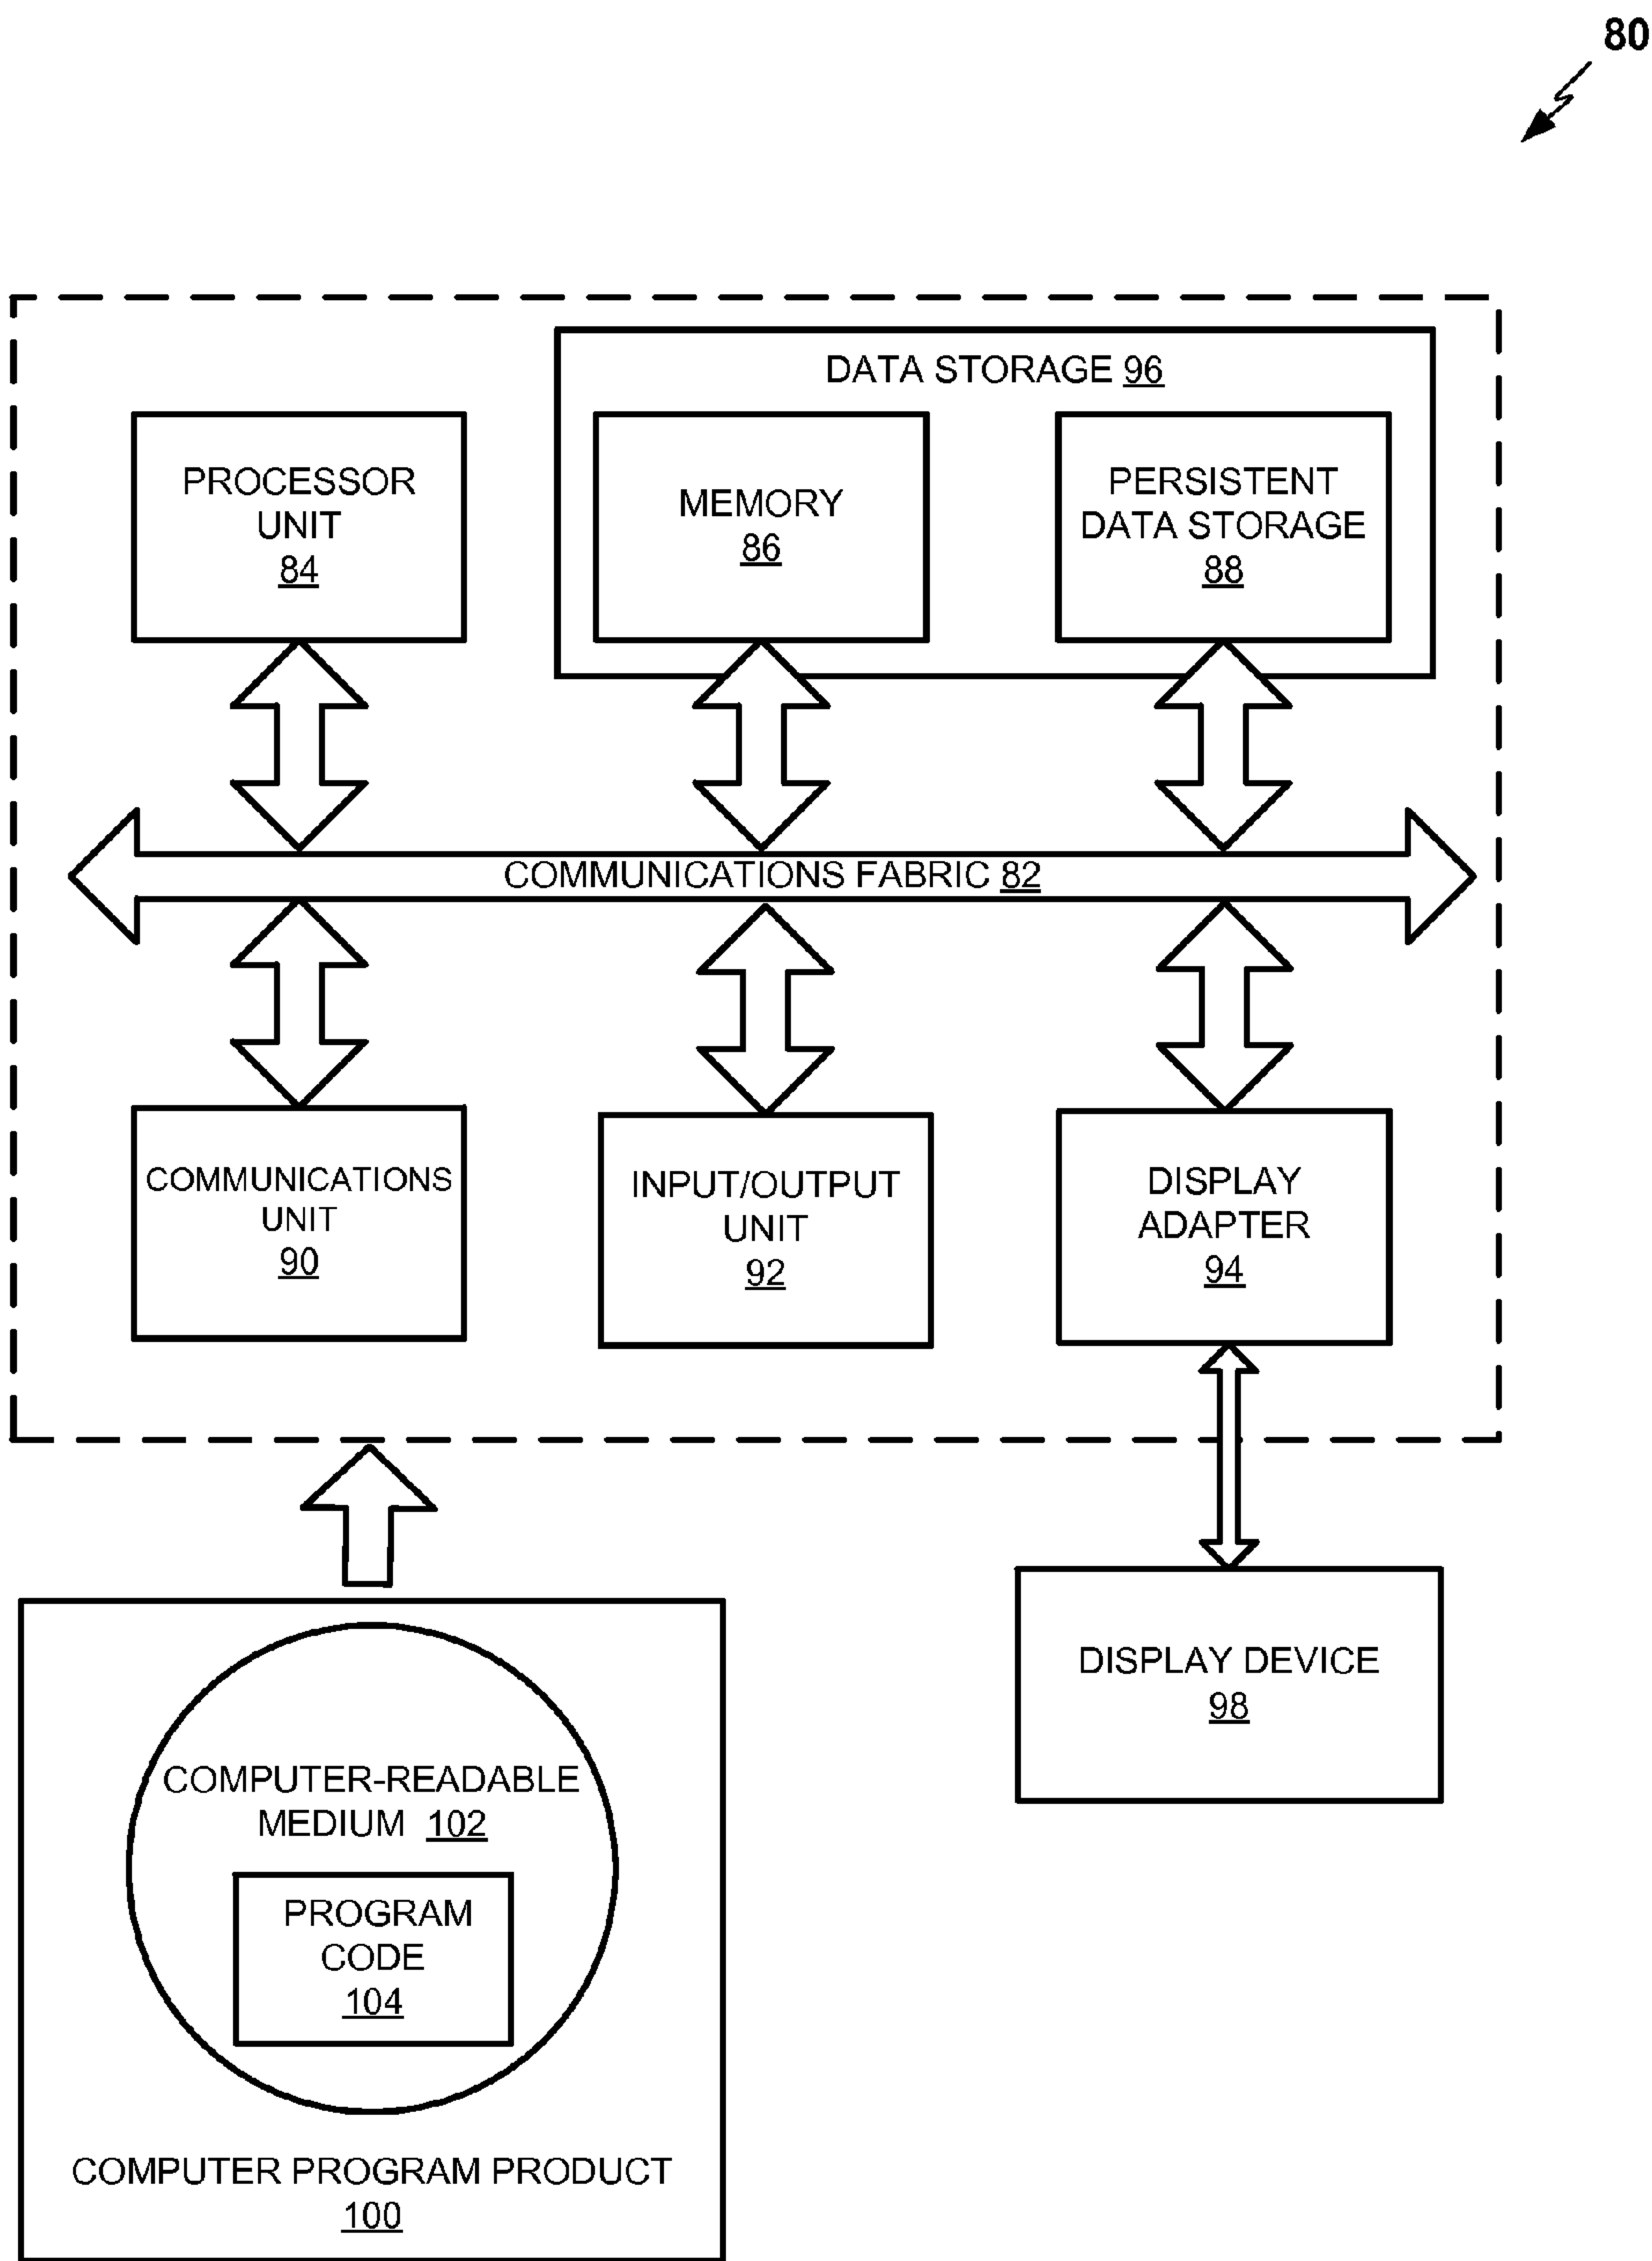 80
DATA STORAGE 96
PROCESSOR
UNIT
84
MEMORY
86
PERSISTENT
DATA STORAGE
88
COMMUNICATIONS FABRIC 82
COMMUNICATIONS
UNIT
90
INPUT/OUTPUT
UNIT
92
DISPLAY
ADAPTER
94
DISPLAY DEVICE
98
COMPUTER-READABLE
MEDIUM 102
PROGRAM
CODE
104
COMPUTER PROGRAM PRODUCT
100